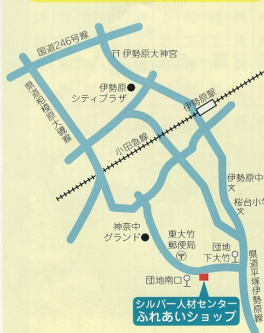 国道246号線
伊勢原大神宮
県道相模原大磯線
伊勢原
シティプラザ
伊勢原駅
小田急線
伊勢原中
文
桜台小学
文
神奈中
グランド
東大竹
郵便局
団地
下大竹
団地南口
県道平塚伊勢原線
シルバー人材センター
ふれあいショップ